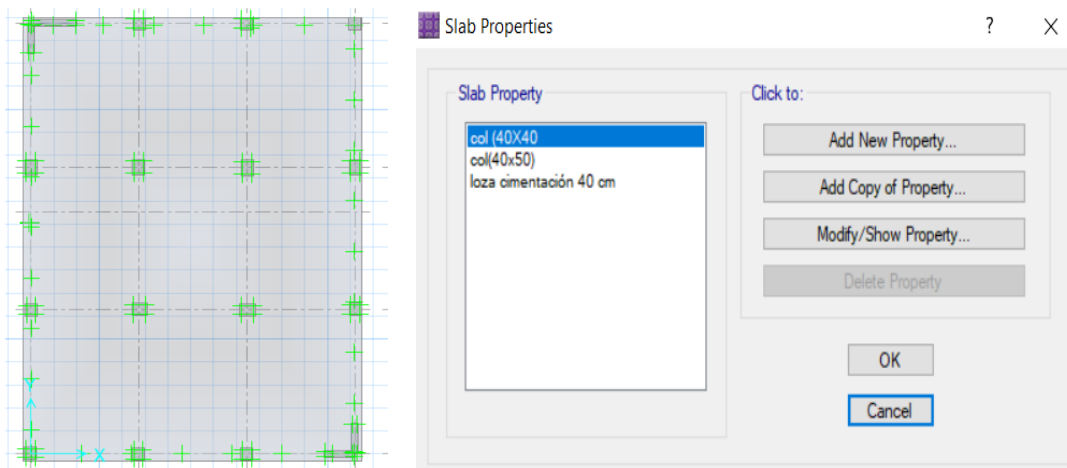 Slab Properties
?
X
Slab Property
Click to:
col (40X40
col(40x50)
loza cimentación 40 cm
Add New Property...
Add Copy of Property...
Modify/Show Property...
Delete Property
OK
Cancel
Y
X